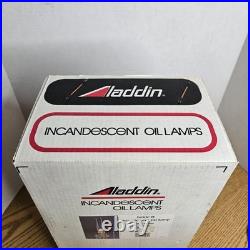 Aladdin
INCANDESCENT OIL LAMPS
Aladdin
INCANDESCENT
OIL LAMPS